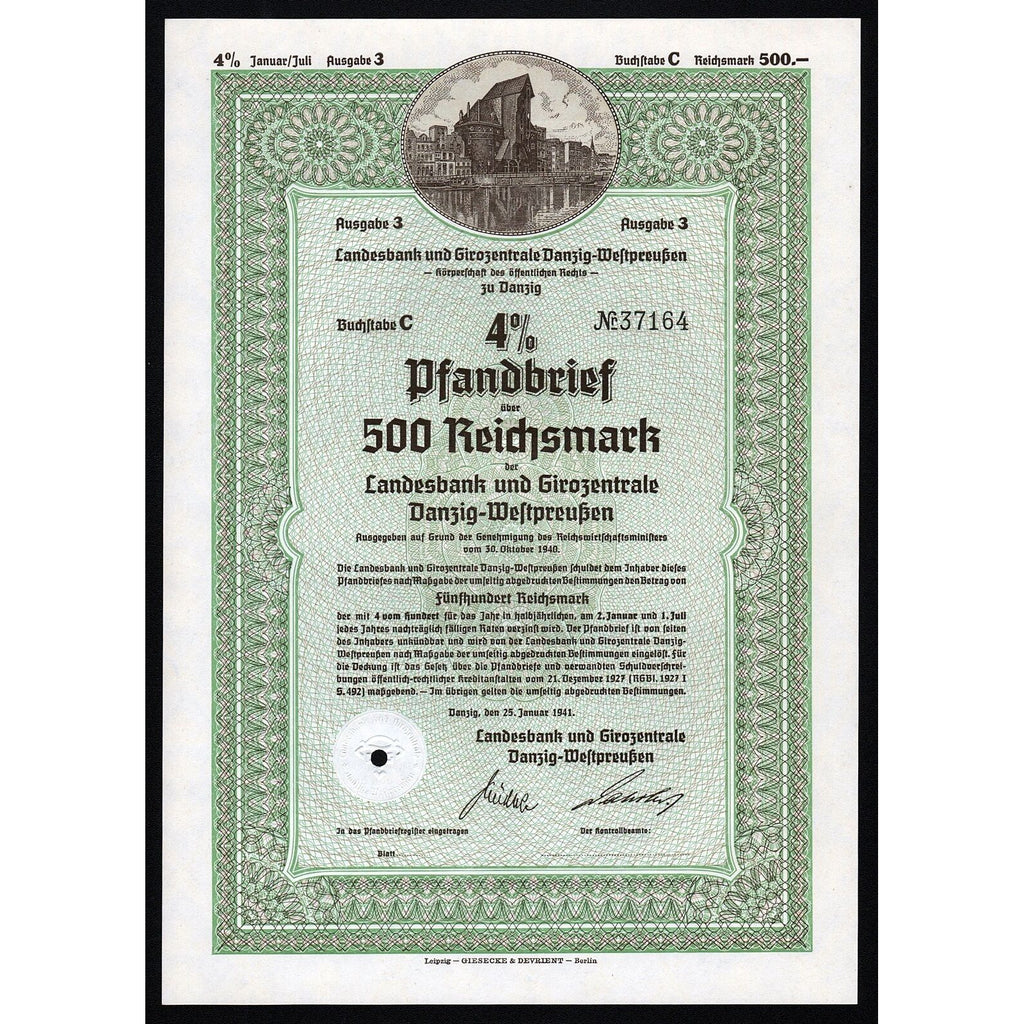 4% Januar/Juli Ausgabe 3 Buchstabe C Reichsmark 500.—
Ausgabe 3 Ausgabe 3
Landesbank und Girozentrale Danzig-Westpreußen
— Körperschaft des öffentlichen Rechts —
zu Danzig
Buchstabe C 4% №37164
Pfandbrief
über
500 Reichsmark
der
Landesbank und Girozentrale
Danzig-Westpreußen
Ausgegeben auf Grund der Genehmigung des Reichswirtschaftsministers
vom 30. Oktober 1940.
Die Landesbank und Girozentrale Danzig-Westpreußen schuldet dem Inhaber dieses
Pfandbriefes nach Maßgabe der umseitig abgedruckten Bestimmungen den Betrag von
Fünfhundert Reichsmark
der mit 4 vom Hundert für das Jahr in halbjährlichen, am 2. Januar und 1. Juli
jedes Jahres nachträglich fälligen Raten verzinst wird. Der Pfandbrief ist von seiten
des Inhabers unkündbar und wird von der Landesbank und Girozentrale Danzig-
Westpreußen nach Maßgabe der umseitig abgedruckten Bestimmungen eingelöst. Für
die Deckung ist das Gesetz über die Pfandbriefe und verwandten Schuldverschrei-
bungen öffentlich-rechtlicher Kreditanstalten vom 21. Dezember 1927 (RGBl. 1927 I
S. 492) maßgebend. — Im übrigen gelten die umseitig abgedruckten Bestimmungen.
Danzig, den 25. Januar 1941.
Landesbank und Girozentrale
Danzig-Westpreußen
In das Pfandbriefregister eingetragen Der Kontrollbeamte:
Blatt
Leipzig — GIESECKE & DEVRIENT — Berlin